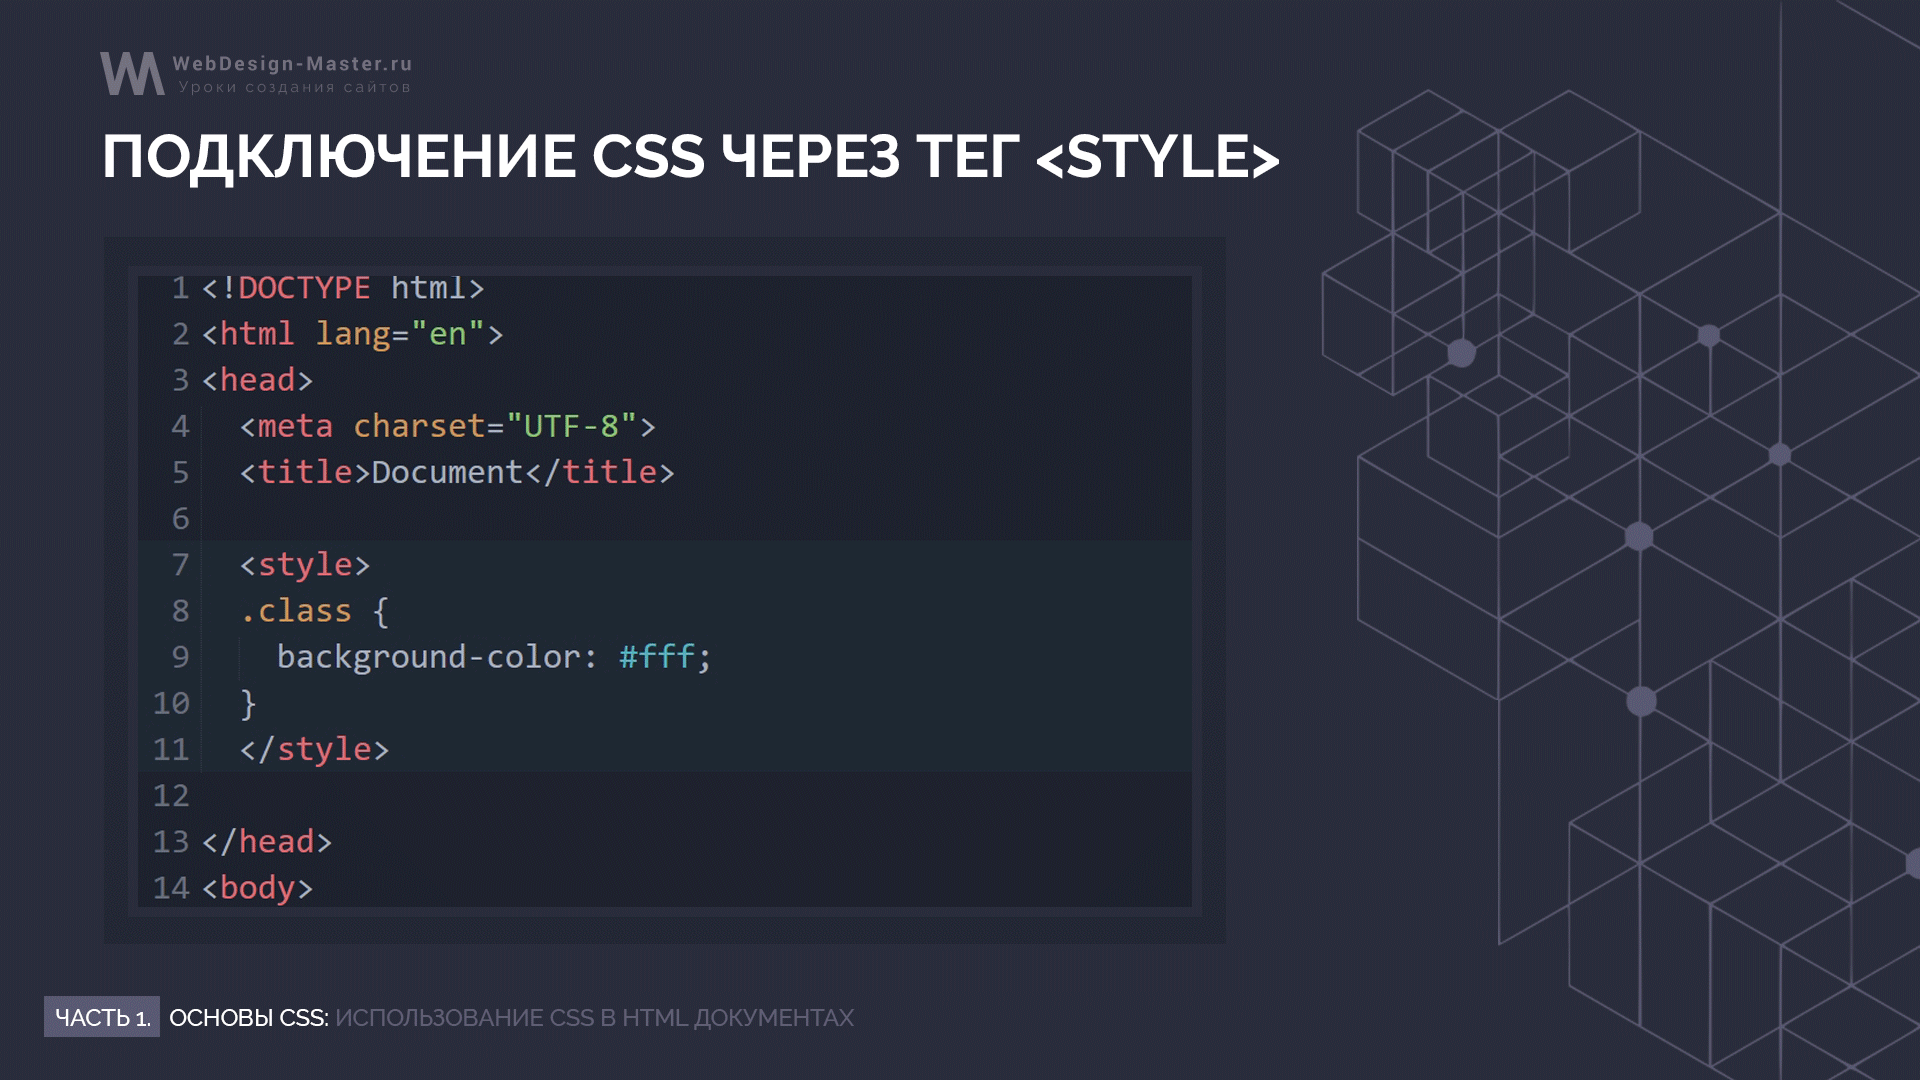 WebDesign-Master.ru
Уроки создания сайтов
ПОДКЛЮЧЕНИЕ CSS ЧЕРЕЗ ТЕГ <STYLE>
1 <!DOCTYPE html>
2 <html lang="en">
3 <head>
4   <meta charset="UTF-8">
5   <title>Document</title>
6
7   <style>
8   .class {
9     background-color: #fff;
10   }
11   </style>
12
13 </head>
14 <body>
ЧАСТЬ 1. ОСНОВЫ CSS: ИСПОЛЬЗОВАНИЕ CSS В HTML ДОКУМЕНТАХ